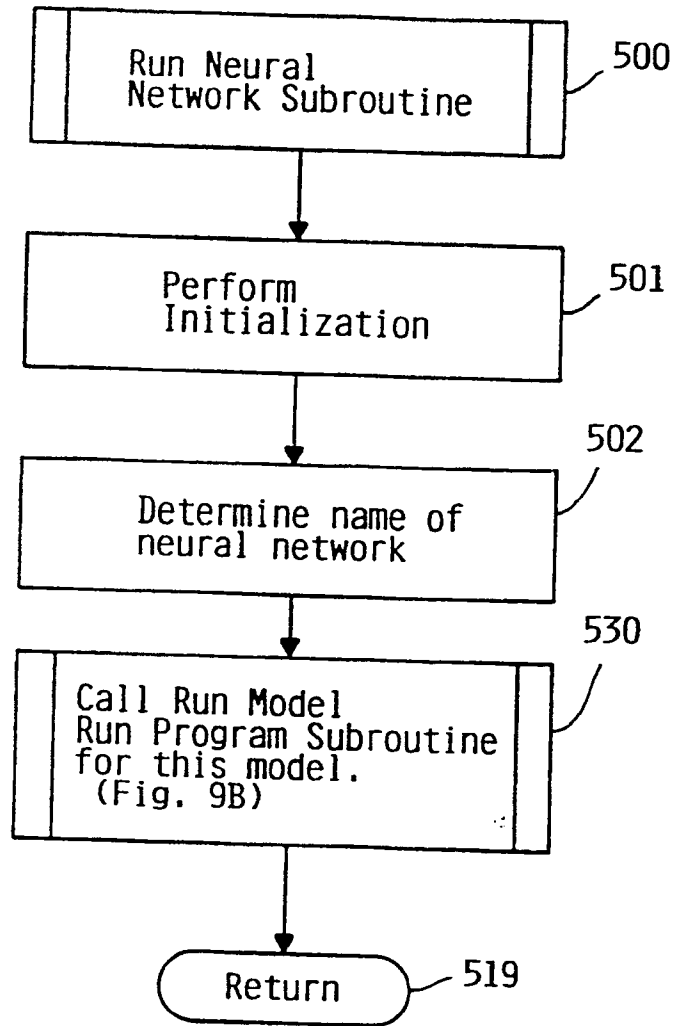 Run Neural
Network Subroutine
500
Perform
Initialization
501
502
Determine name of
neural network
530
Call Run Model
Run Program Subroutine
for this model.
(Fig. 9B)
Return
519